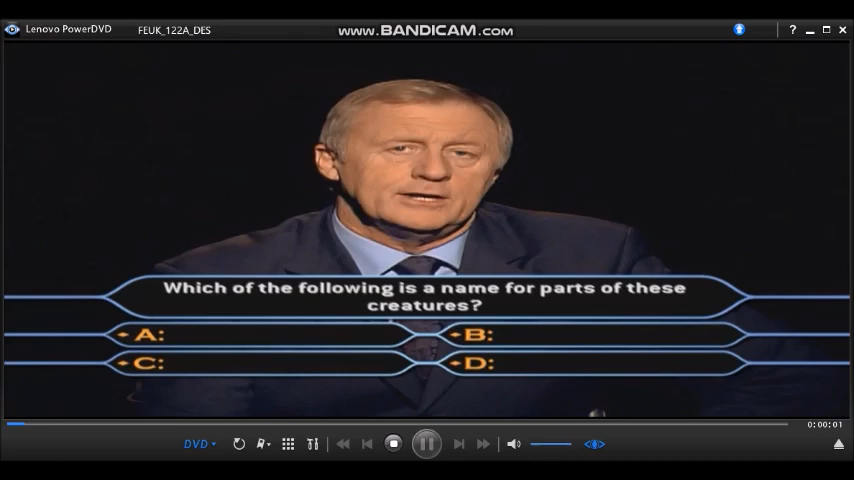 Lenovo PowerDVD
FEUK_122A_DES
www.BANDICAM.com
?
Which of the following is a name for parts of these
creatures?
A:
B:
C:
D:
0:00:01
DVD